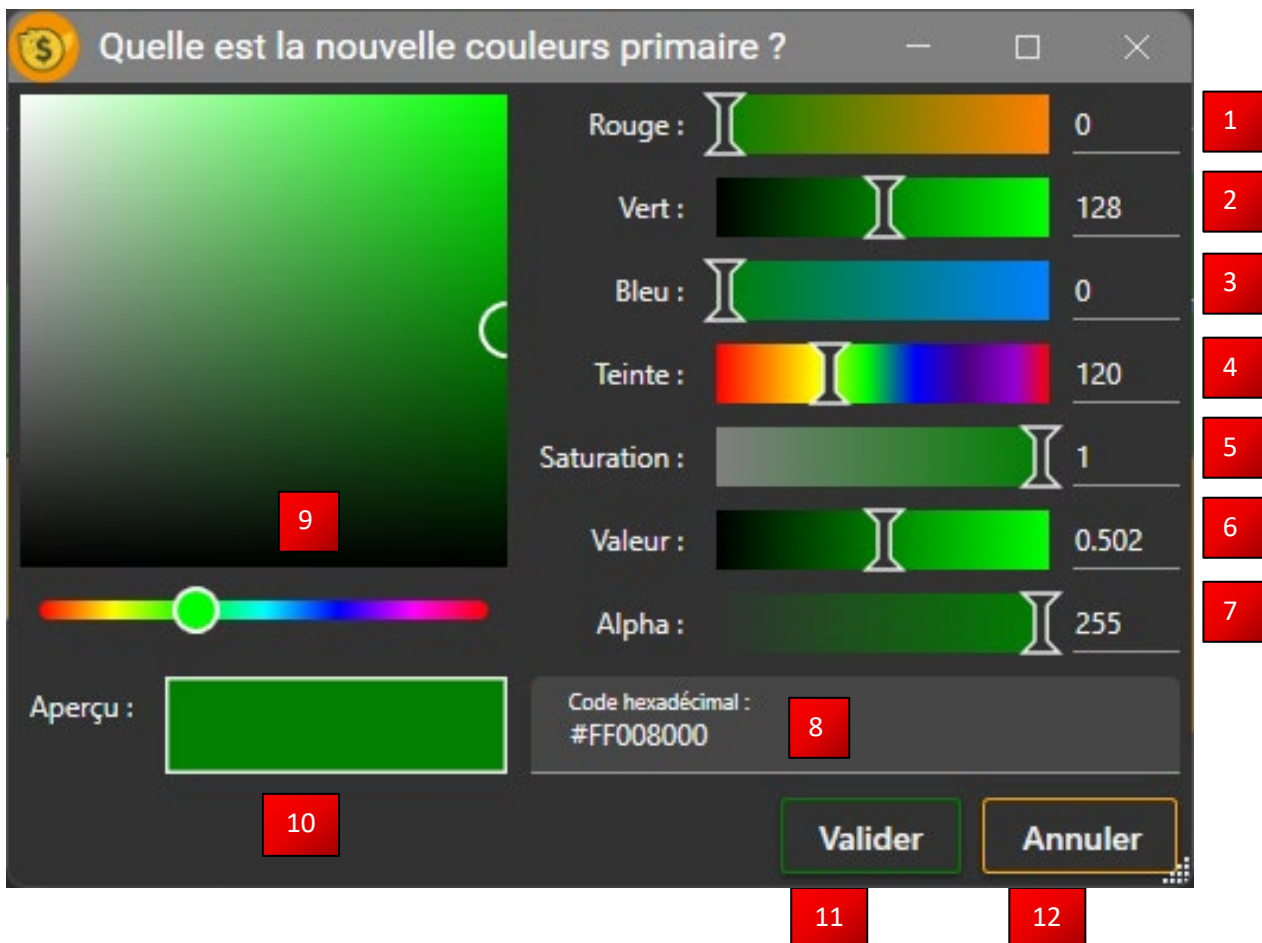 Quelle est la nouvelle couleurs primaire ?
Rouge : 0 1
Vert : 128 2
Bleu : 0 3
Teinte : 120 4
Saturation : 1 5
Valeur : 0.502 6
Alpha : 255 7
9
Aperçu :
Code hexadécimal :
#FF008000 8
10
Valider Annuler
11 12